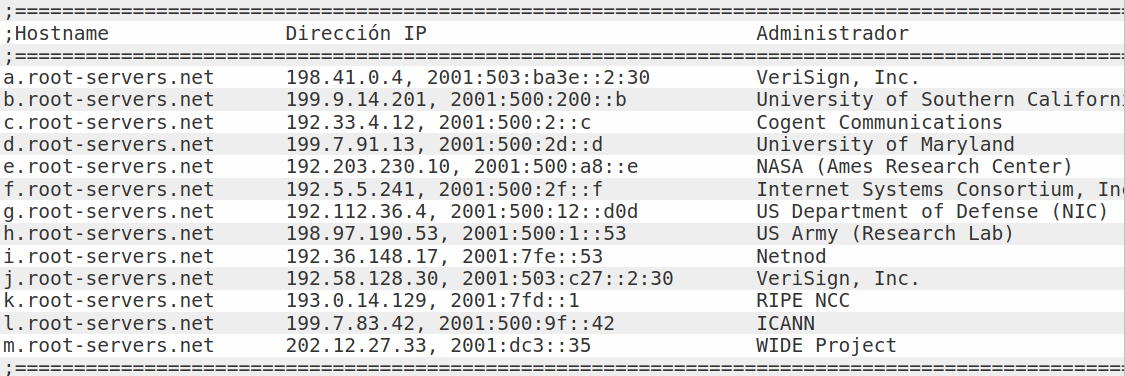 ;==============================================================================================
;Hostname Dirección IP Administrador
;==============================================================================================
a.root-servers.net 198.41.0.4, 2001:503:ba3e::2:30 VeriSign, Inc.
b.root-servers.net 199.9.14.201, 2001:500:200::b University of Southern Californi
c.root-servers.net 192.33.4.12, 2001:500:2::c Cogent Communications
d.root-servers.net 199.7.91.13, 2001:500:2d::d University of Maryland
e.root-servers.net 192.203.230.10, 2001:500:a8::e NASA (Ames Research Center)
f.root-servers.net 192.5.5.241, 2001:500:2f::f Internet Systems Consortium, In
g.root-servers.net 192.112.36.4, 2001:500:12::d0d US Department of Defense (NIC)
h.root-servers.net 198.97.190.53, 2001:500:1::53 US Army (Research Lab)
i.root-servers.net 192.36.148.17, 2001:7fe::53 Netnod
j.root-servers.net 192.58.128.30, 2001:503:c27::2:30 VeriSign, Inc.
k.root-servers.net 193.0.14.129, 2001:7fd::1 RIPE NCC
l.root-servers.net 199.7.83.42, 2001:500:9f::42 ICANN
m.root-servers.net 202.12.27.33, 2001:dc3::35 WIDE Project
;==============================================================================================